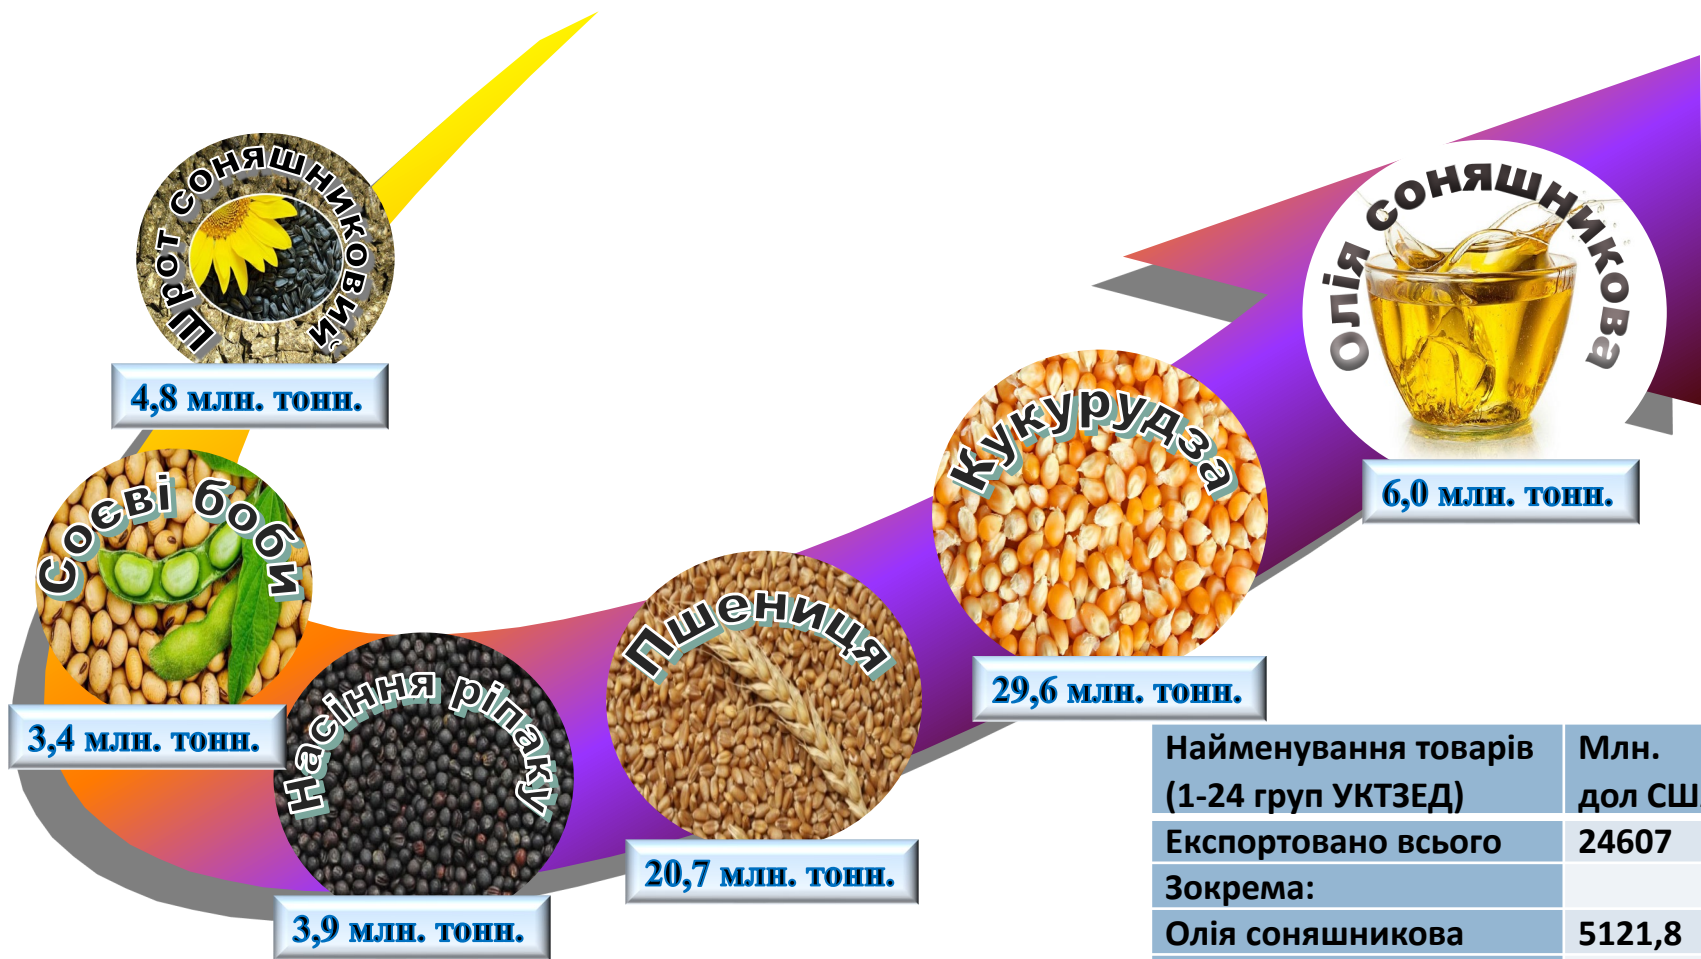 Шрот соняшниковий
4,8 млн. тонн.
Соєві боби
3,4 млн. тонн.
Насіння ріпаку
3,9 млн. тонн.
Пшениця
20,7 млн. тонн.
Кукурудза
29,6 млн. тонн.
Олія соняшникова
6,0 млн. тонн.
Найменування товарів Млн.
(1-24 груп УКТЗЕД) дол СШ
Експортовано всього 24607
Зокрема:
Олія соняшникова 5121,8